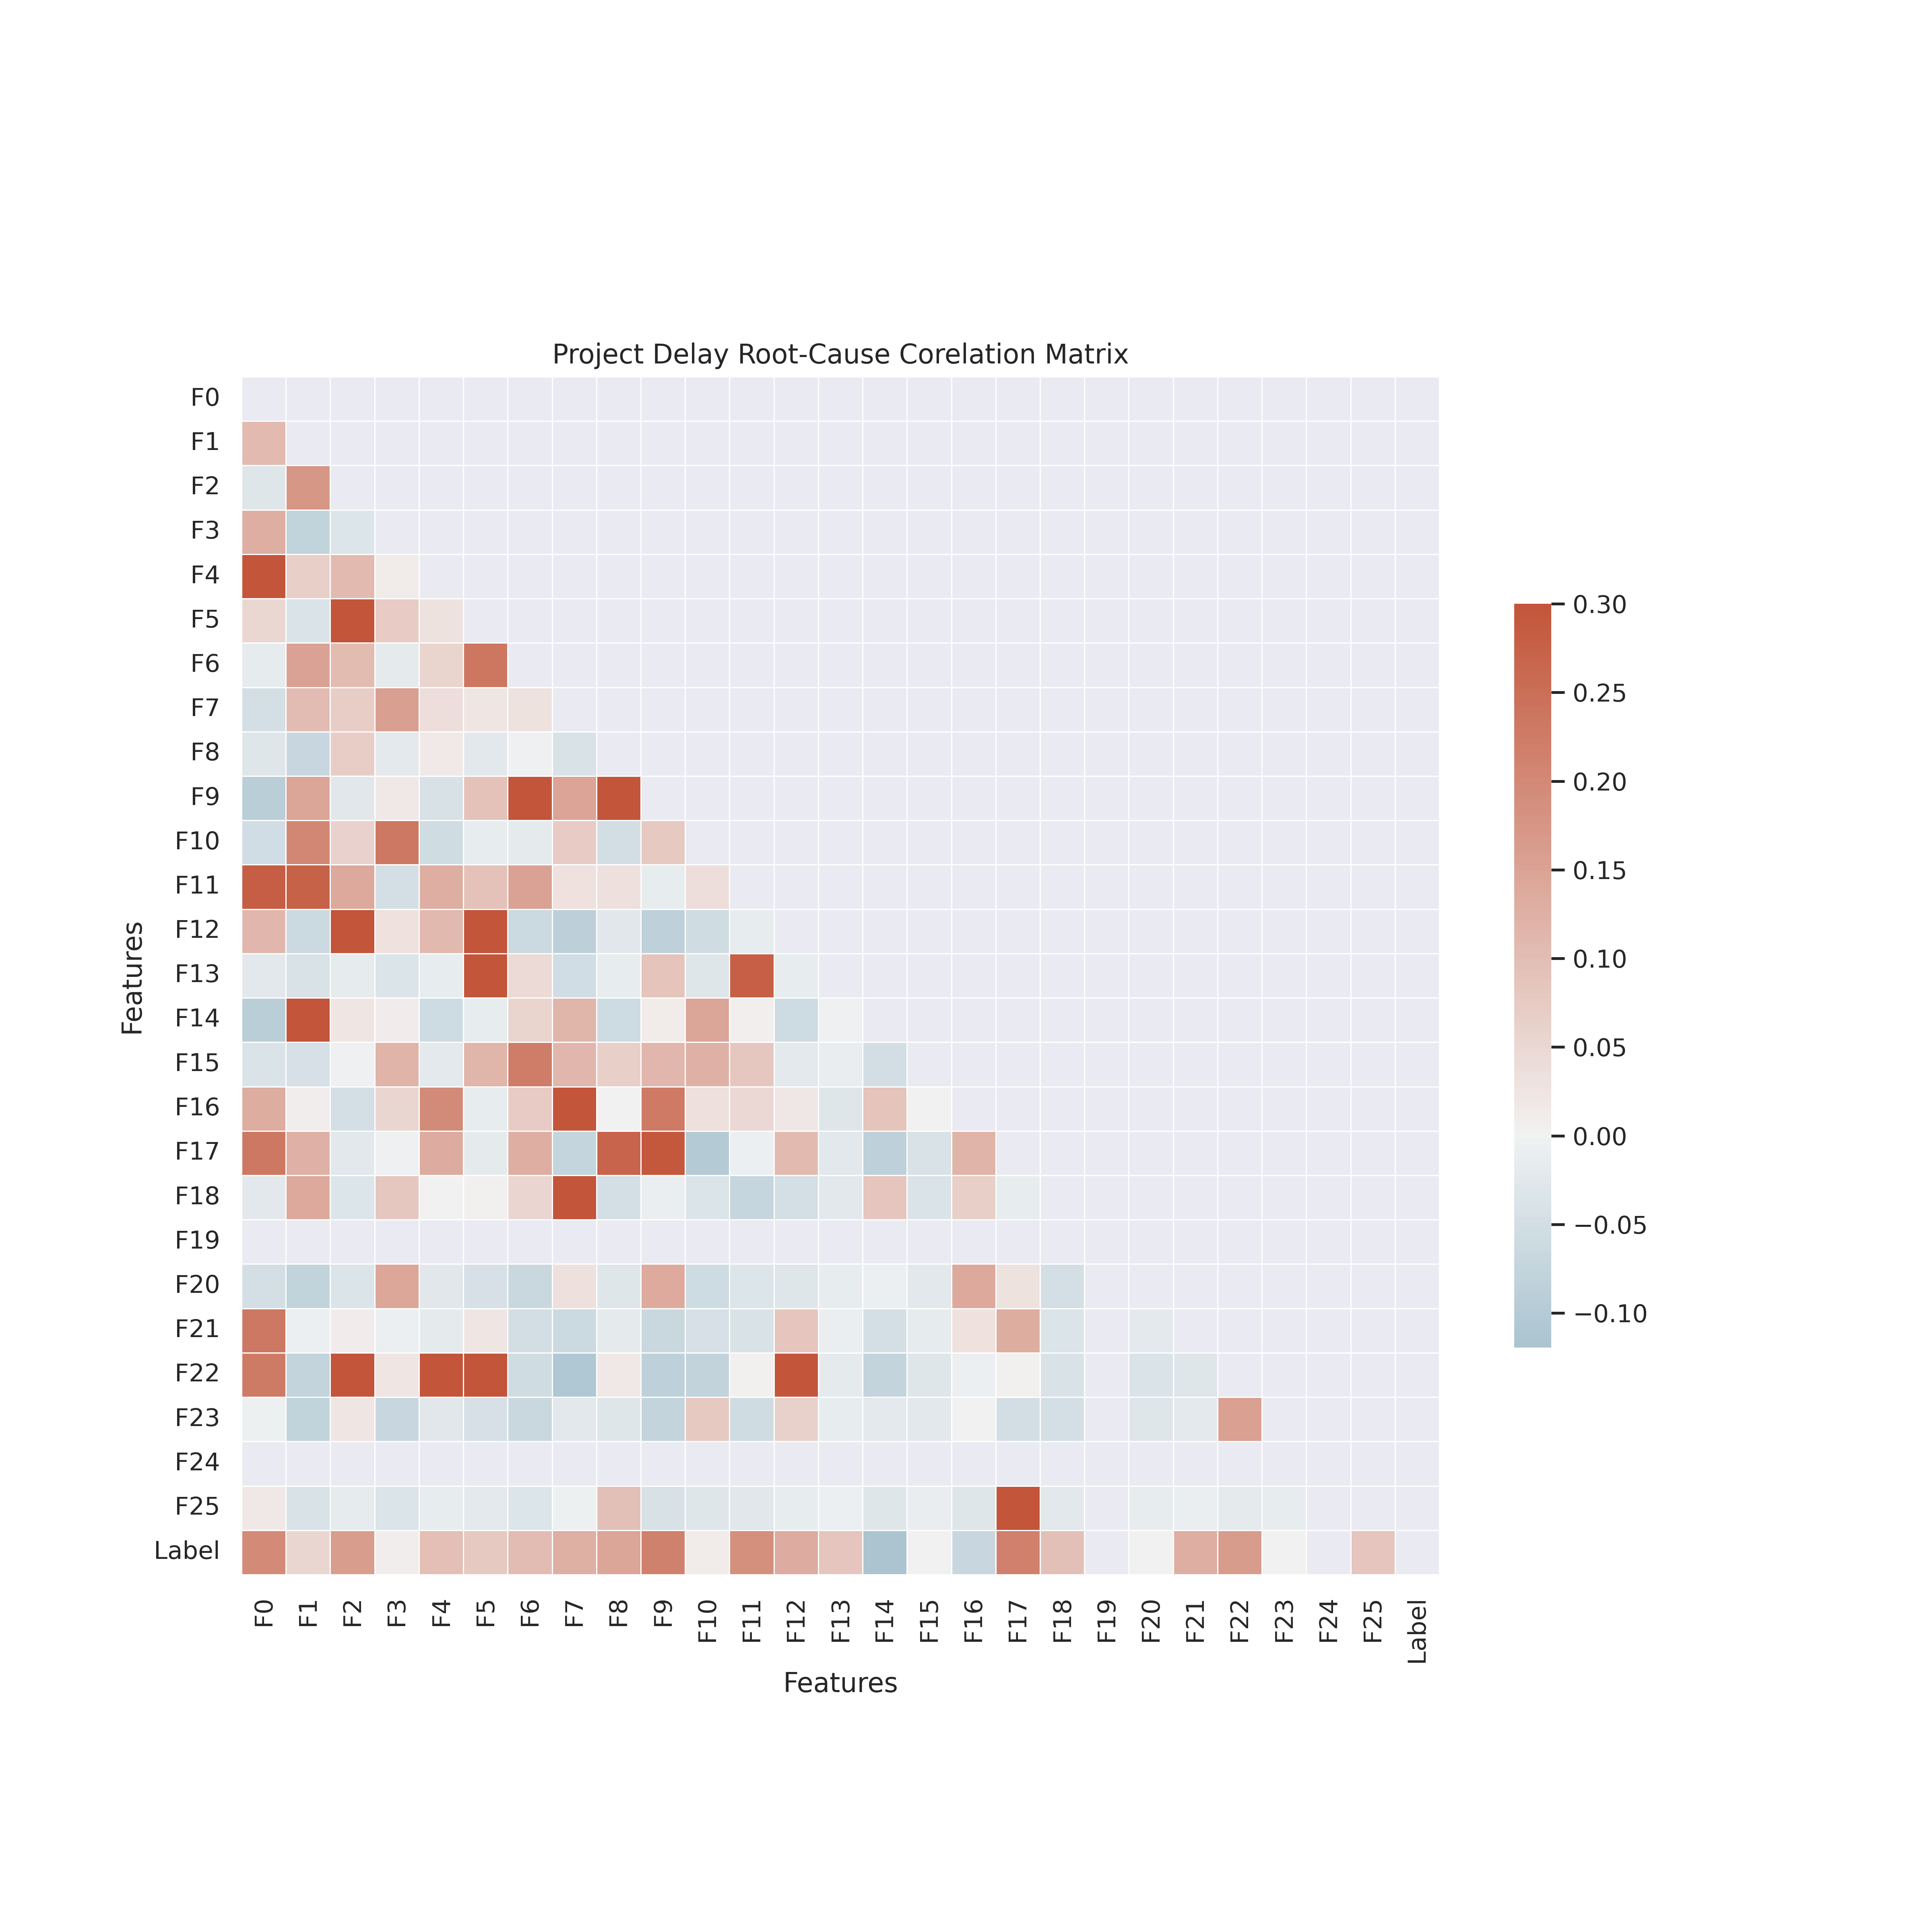 Project Delay Root-Cause Corelation Matrix
F0
F1
F2
F3
F4
F5
F6
F7
F8
F9
F10
F11
F12
F13
F14
F15
F16
F17
F18
F19
F20
F21
F22
F23
F24
F25
Label
Features
F0 F1 F2 F3 F4 F5 F6 F7 F8 F9 F10 F11 F12 F13 F14 F15 F16 F17 F18 F19 F20 F21 F22 F23 F24 F25 Label
Features
0.30
0.25
0.20
0.15
0.10
0.05
0.00
−0.05
−0.10